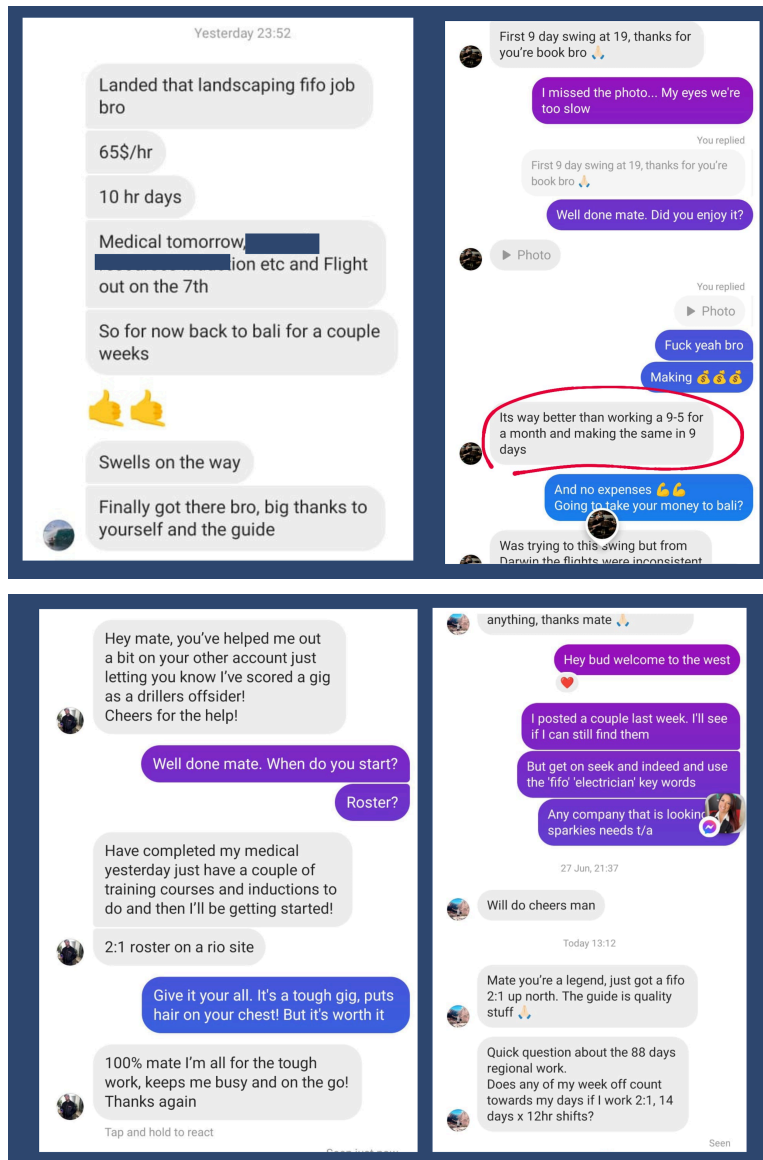 Yesterday 23:52
Landed that landscaping fifo job
bro
65$/hr
10 hr days
Medical tomorrow,
ion etc and Flight
out on the 7th
So for now back to bali for a couple
weeks
🤙🤙
Swells on the way
Finally got there bro, big thanks to
yourself and the guide
First 9 day swing at 19, thanks for
you're book bro 🙏🏻
I missed the photo... My eyes we're
too slow
You replied
First 9 day swing at 19, thanks for you're
book bro 🙏🏻
Well done mate. Did you enjoy it?
Photo
You replied
Photo
Fuck yeah bro
Making 💰💰💰
Its way better than working a 9-5 for
a month and making the same in 9
days
And no expenses 💪💪
Going to take your money to bali?
Was trying to this swing but from
Darwin the flights were inconsistent
Hey mate, you've helped me out
a bit on your other account just
letting you know I've scored a gig
as a drillers offsider!
Cheers for the help!
Well done mate. When do you start?
Roster?
Have completed my medical
yesterday just have a couple of
training courses and inductions to
do and then I'll be getting started!
2:1 roster on a rio site
Give it your all. It's a tough gig, puts
hair on your chest! But it's worth it
100% mate I'm all for the tough
work, keeps me busy and on the go!
Thanks again
Tap and hold to react
anything, thanks mate 🙏🏻
Hey bud welcome to the west
❤️
I posted a couple last week. I'll see
if I can still find them
But get on seek and indeed and use
the 'fifo' 'electrician' key words
Any company that is looking
sparkies needs t/a
27 Jun, 21:37
Will do cheers man
Today 13:12
Mate you're a legend, just got a fifo
2:1 up north. The guide is quality
stuff 🙏🏻
Quick question about the 88 days
regional work.
Does any of my week off count
towards my days if I work 2:1, 14
days x 12hr shifts?
Seen